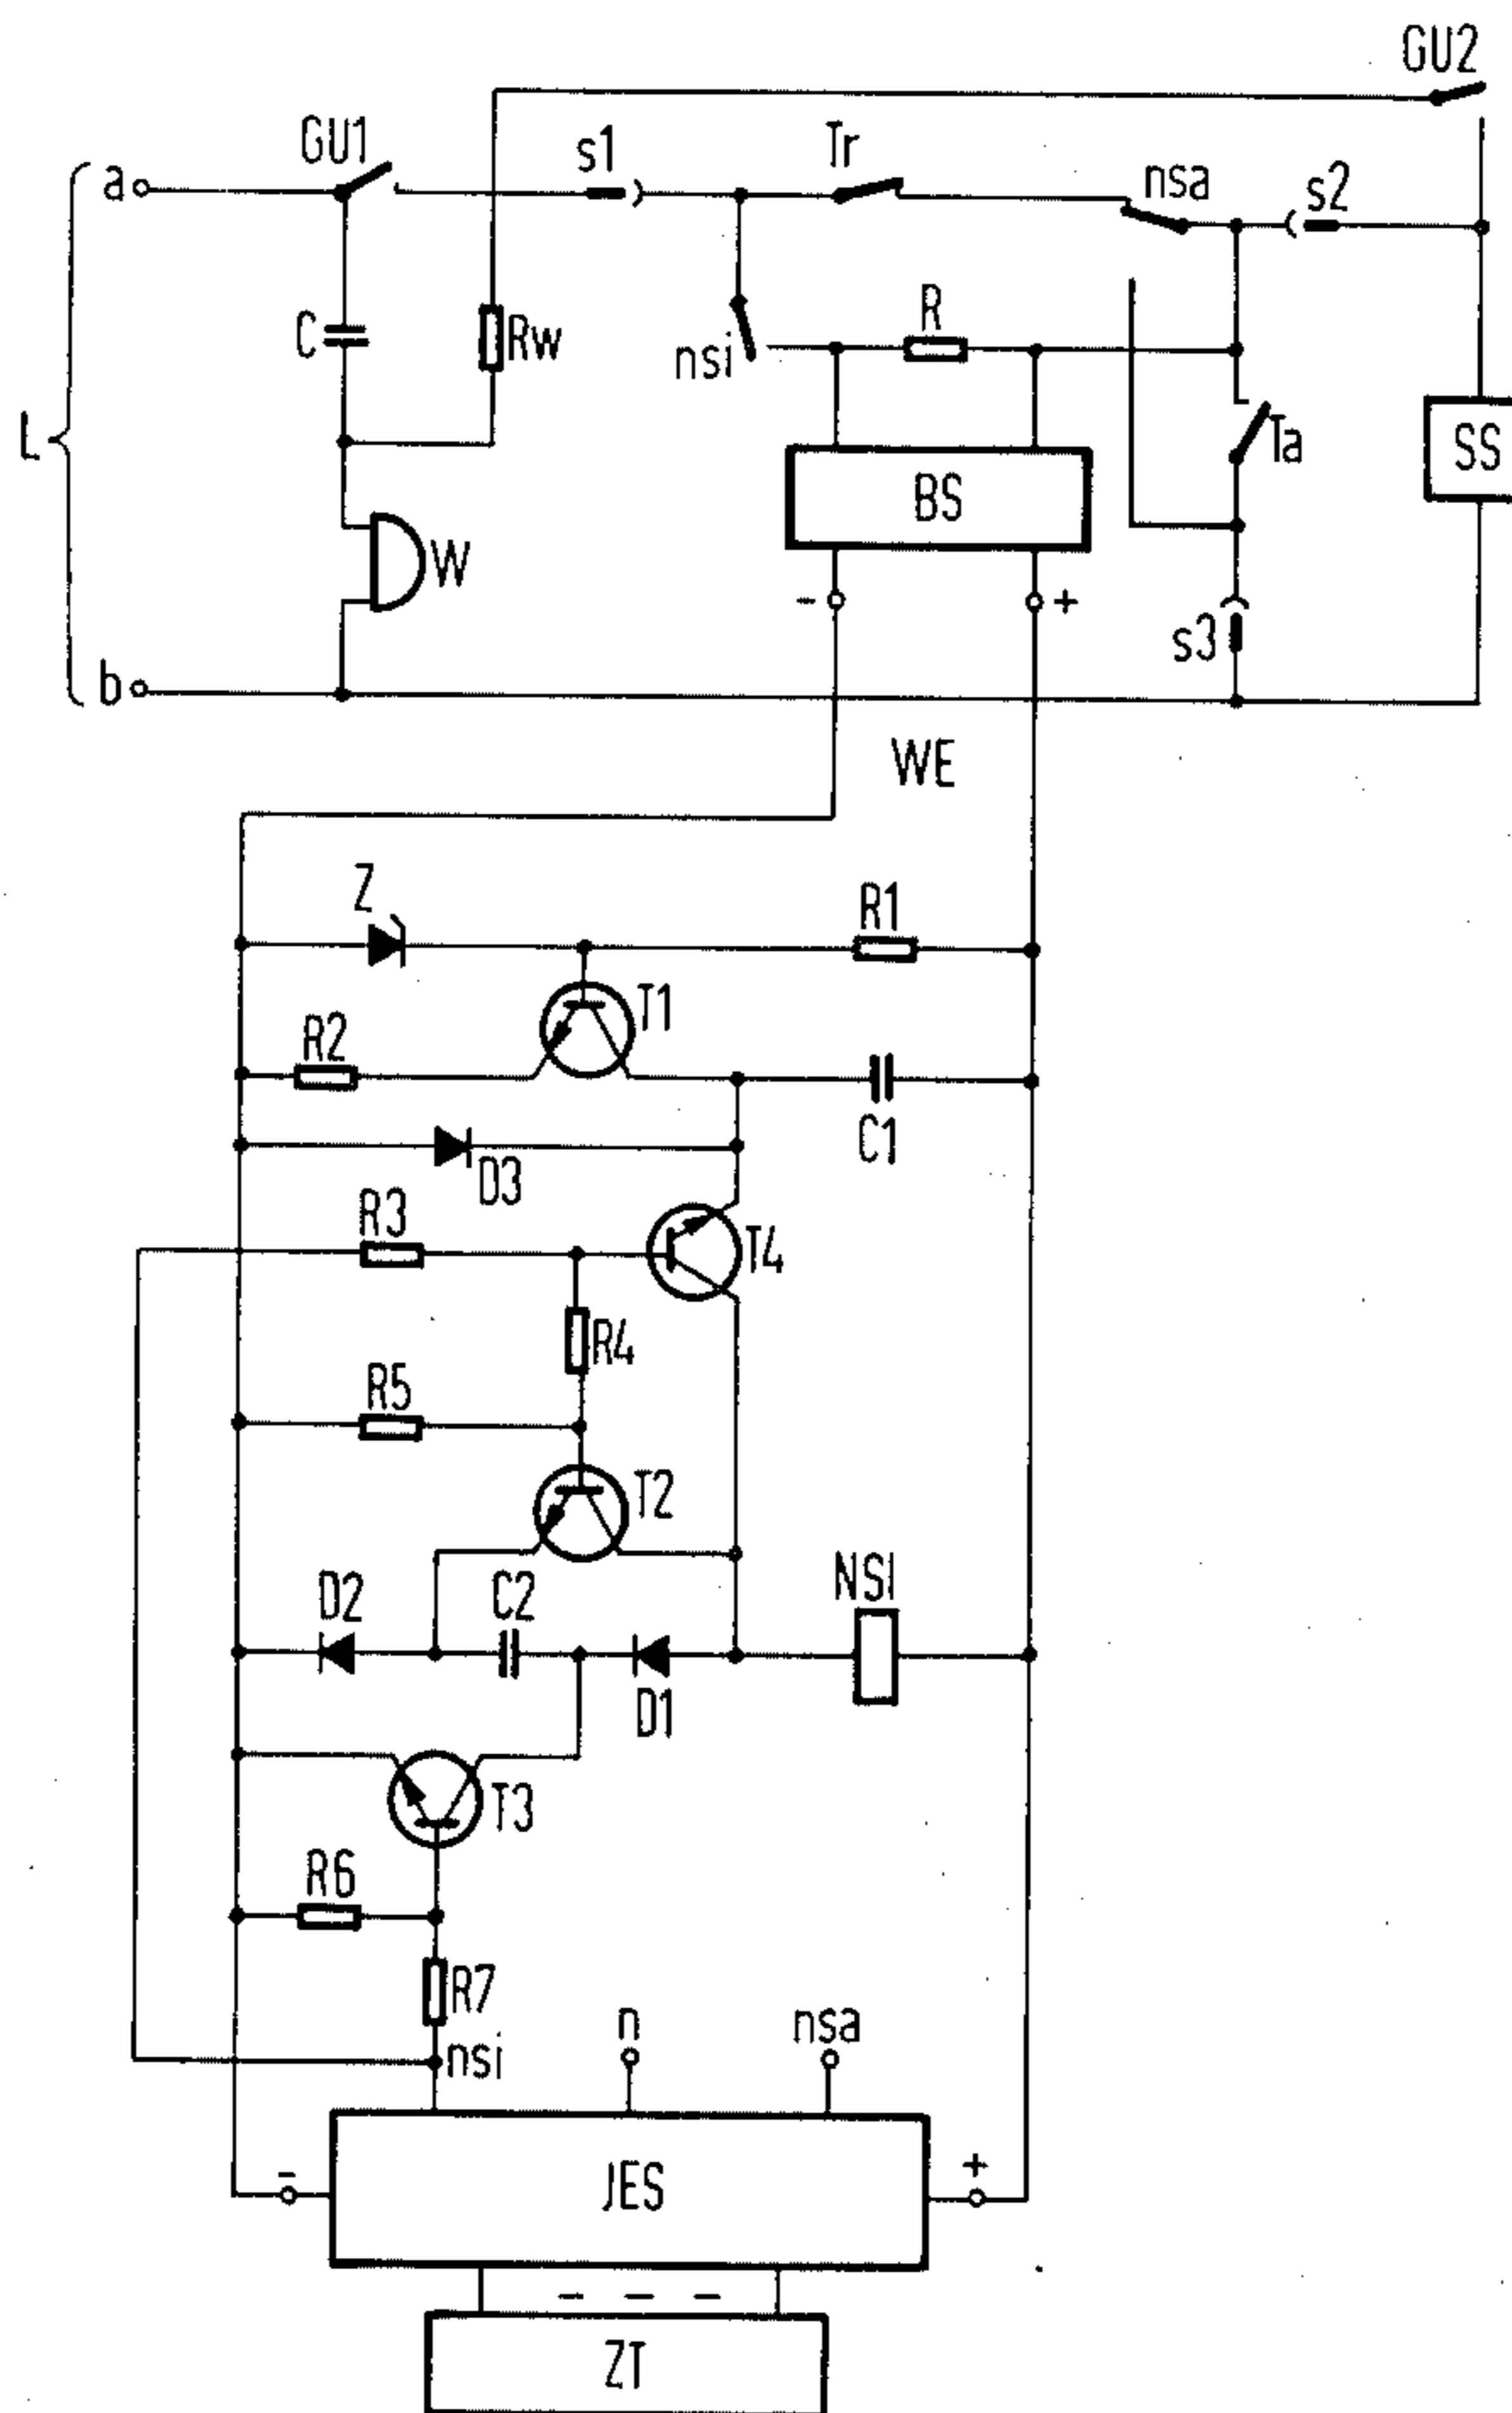 GU2
GU1
s1
Tr
nsa
s2
a
C
Rw
nsi
R
L
Ta
SS
BS
W
- +
s3
b
WE
Z
R1
T1
R2
C1
D3
R3
T4
R4
R5
T2
D2
C2
NSI
D1
T3
R6
R7
nsi
n
nsa
- +
JES
- - -
ZT